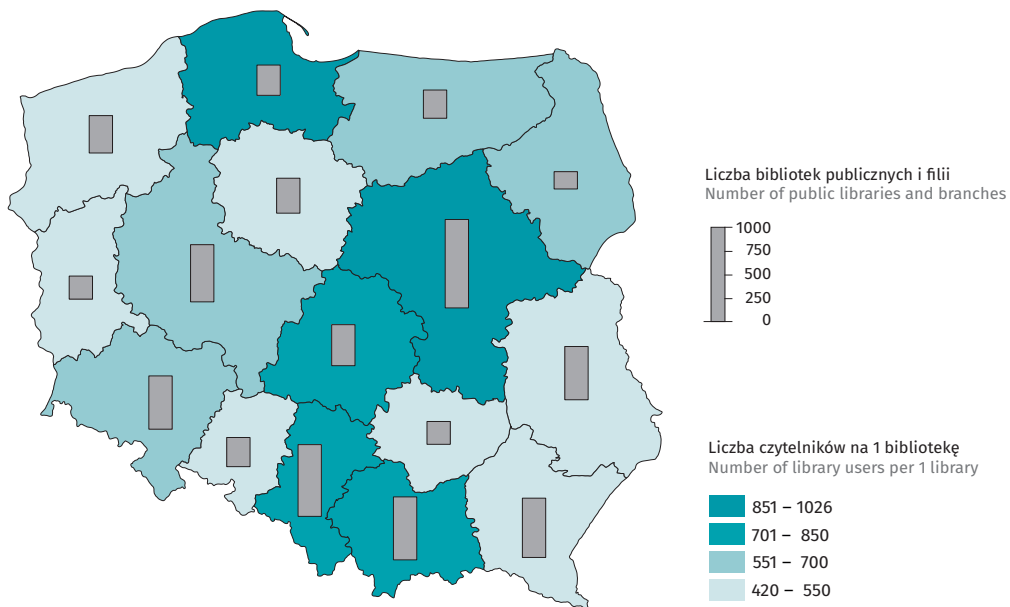 Liczba bibliotek publicznych i filii
Number of public libraries and branches
1000
750
500
250
0
Liczba czytelników na 1 bibliotekę
Number of library users per 1 library
851 – 1026
701 – 850
551 – 700
420 – 550